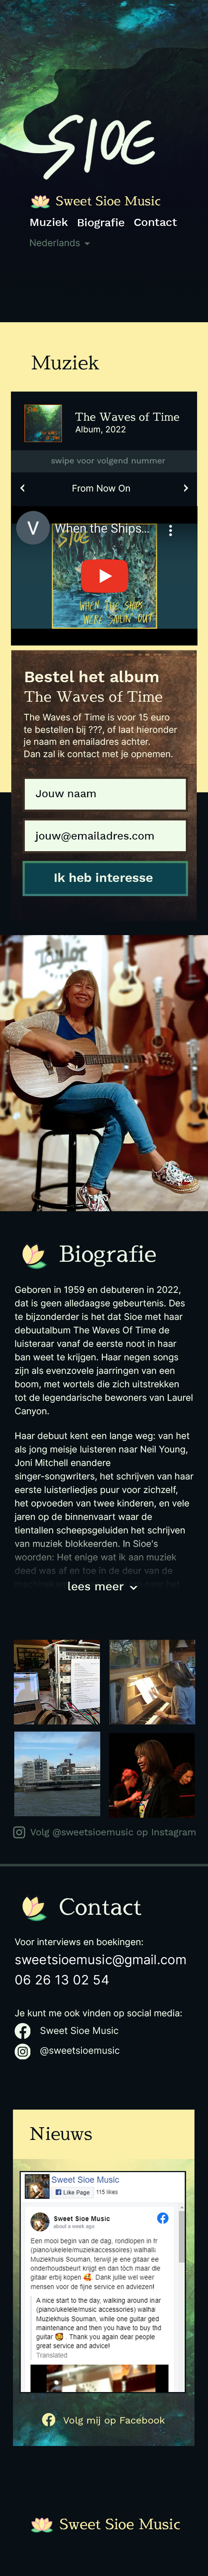 SIOE
Sweet Sioe Music
Muziek Biografie Contact
Nederlands
Muziek
The Waves of Time
Album, 2022
swipe voor volgend nummer
From Now On
V When the Ships...
SIOE
WHEN THE SHIPS
WERE SAILIN' OUT
Bestel het album
The Waves of Time
The Waves of Time is voor 15 euro
te bestellen bij ???, of laat hieronder
je naam en emailadres achter.
Dan zal ik contact met je opnemen.
Jouw naam
jouw@emailadres.com
Ik heb interesse
Taylor
Biografie
Geboren in 1959 en debuteren in 2022,
dat is geen alledaagse gebeurtenis. Des
te bijzonderder is het dat Sioe met haar
debuutalbum The Waves Of Time de
luisteraar vanaf de eerste noot in haar
ban weet te krijgen. Haar negen songs
zijn als evenzovele jaarringen van een
boom, met wortels die zich uitstrekken
tot de legendarische bewoners van Laurel
Canyon.
Haar debuut kent een lange weg: van het
als jong meisje luisteren naar Neil Young,
Joni Mitchell enandere
singer-songwriters, het schrijven van haar
eerste luisterliedjes puur voor zichzelf,
het opvoeden van twee kinderen, en vele
jaren op de binnenvaart waar de
tientallen scheepsgeluiden het schrijven
van muziek blokkeerden. In Sioe's
woorden: Het enige wat ik aan muziek
deed was af en toe in de deur van de
lees meer
Volg @sweetsioemusic op Instagram
Contact
Voor interviews en boekingen:
sweetsioemusic@gmail.com
06 26 13 02 54
Je kunt me ook vinden op social media:
Sweet Sioe Music
@sweetsioemusic
Nieuws
Sweet Sioe Music
Like Page 115 likes
Sweet Sioe Music
about a week ago
Een mooi begin van de dag, rondlopen in fr
(piano/ukelele/muziekaccessoires) walhalli
Muziekhuis Souman, terwijl je ene gitaar ee
onderhoudsbeurt krijgt en dan tóch maar die
gitaar erbij kopen 🥰 Dank jullie wel weer
mensen voor de fijne service en adviezen!
A nice start to the day, walking around inar
(piano/ukulele/music accessories) walhalla
Muziekhuis Souman, while one guitar ged
maintenance and then you have to buy thd
guitar 🥰 . Thank you again dear people
great service and advice!
Translated
Volg mij op Facebook
Sweet Sioe Music